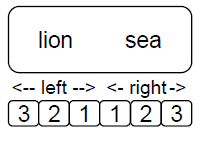 lion sea
<-- left --> <- right->
3 2 1 1 2 3